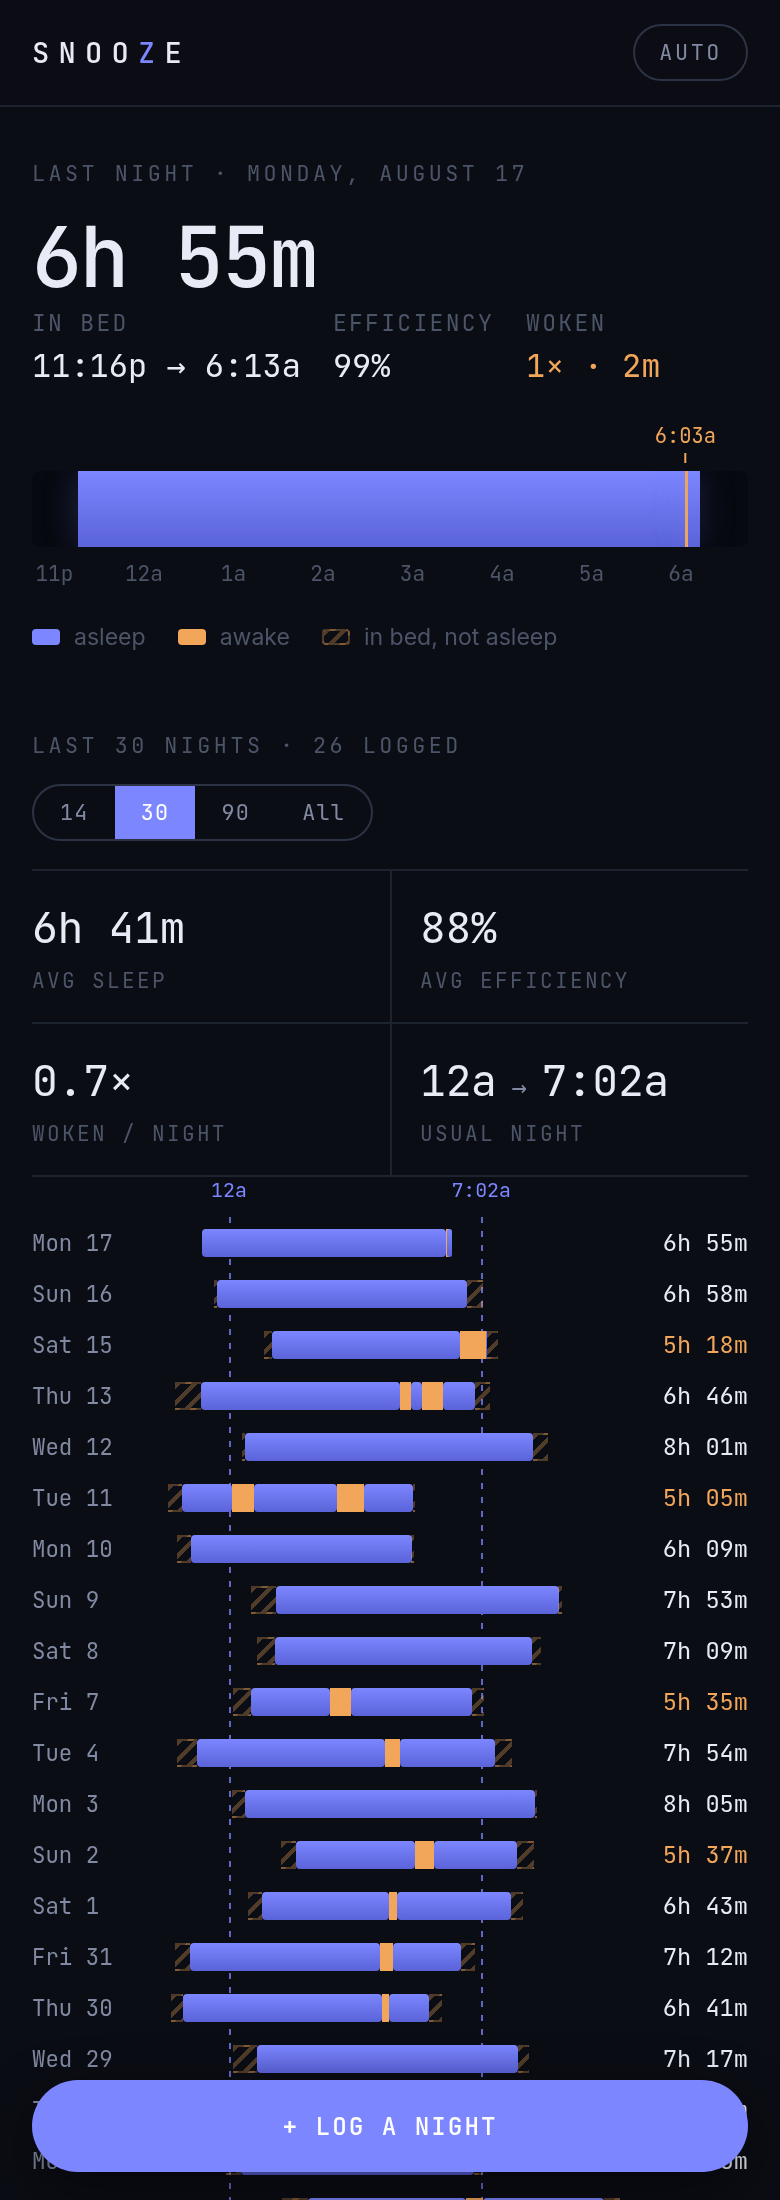 SNOOZE
AUTO
LAST NIGHT · MONDAY, AUGUST 17
6h 55m
IN BED EFFICIENCY WOKEN
11:16p → 6:13a 99% 1× · 2m
6:03a
11p 12a 1a 2a 3a 4a 5a 6a
asleep awake in bed, not asleep
LAST 30 NIGHTS · 26 LOGGED
14 30 90 All
6h 41m 88%
AVG SLEEP AVG EFFICIENCY
0.7× 12a → 7:02a
WOKEN / NIGHT USUAL NIGHT
12a 7:02a
Mon 17 6h 55m
Sun 16 6h 58m
Sat 15 5h 18m
Thu 13 6h 46m
Wed 12 8h 01m
Tue 11 5h 05m
Mon 10 6h 09m
Sun 9 7h 53m
Sat 8 7h 09m
Fri 7 5h 35m
Tue 4 7h 54m
Mon 3 8h 05m
Sun 2 5h 37m
Sat 1 6h 43m
Fri 31 7h 12m
Thu 30 6h 41m
Wed 29 7h 17m
+ LOG A NIGHT